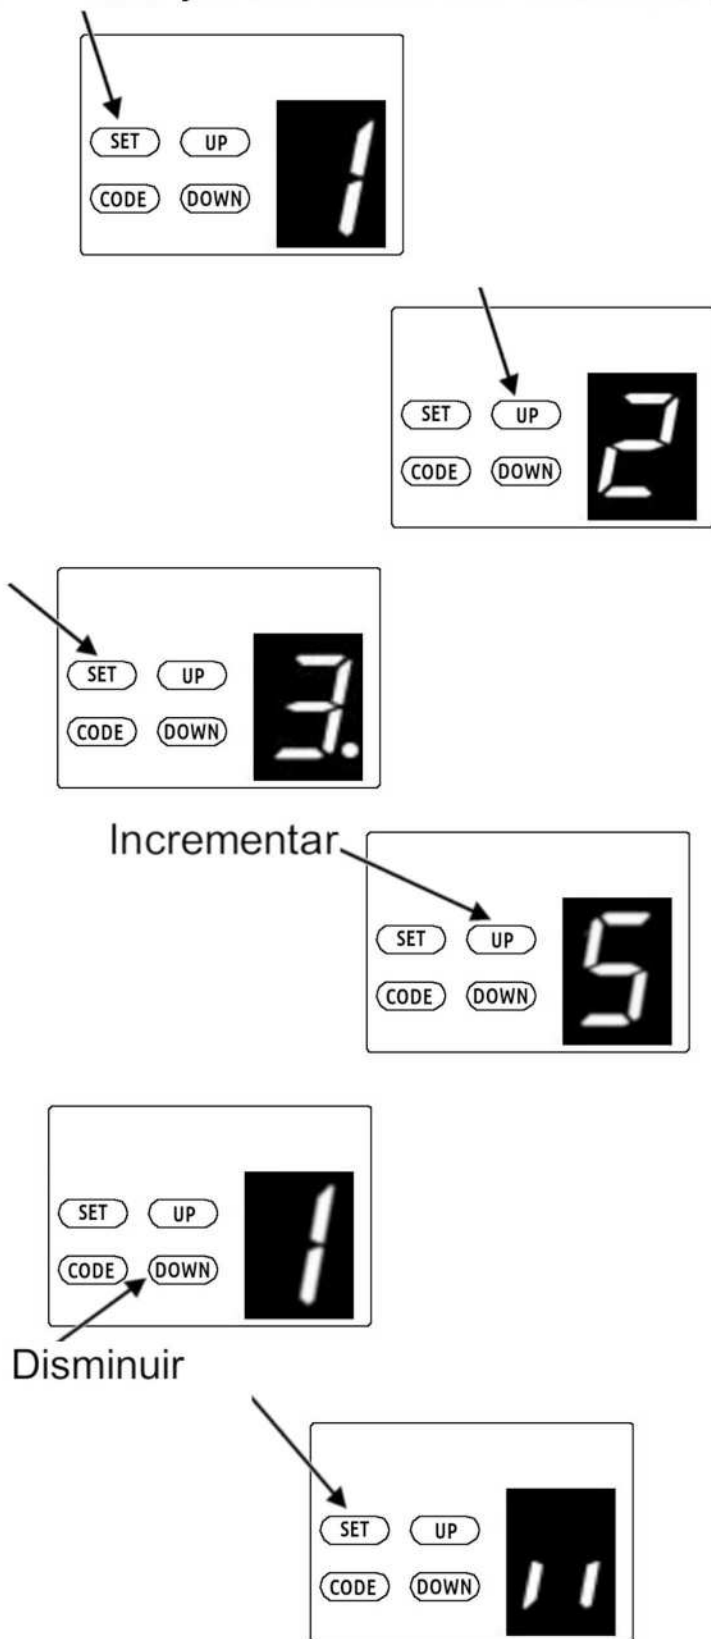 SET UP
CODE DOWN
1
SET UP
CODE DOWN
2
SET UP
CODE DOWN
3.
Incrementar
SET UP
CODE DOWN
5
SET UP
CODE DOWN
1
Disminuir
SET UP
CODE DOWN